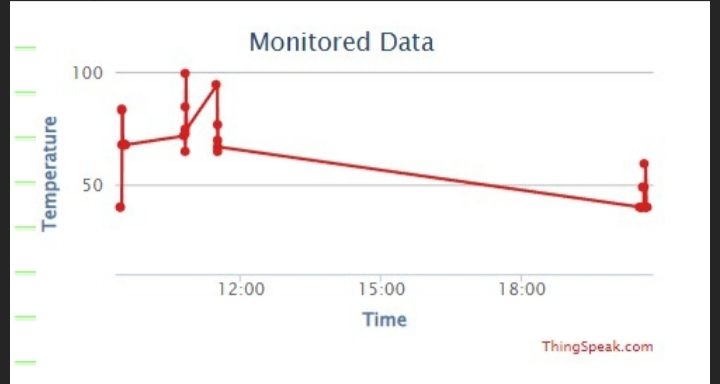 Monitored Data
100
50
Temperature
12:00
15:00
18:00
Time
ThingSpeak.com